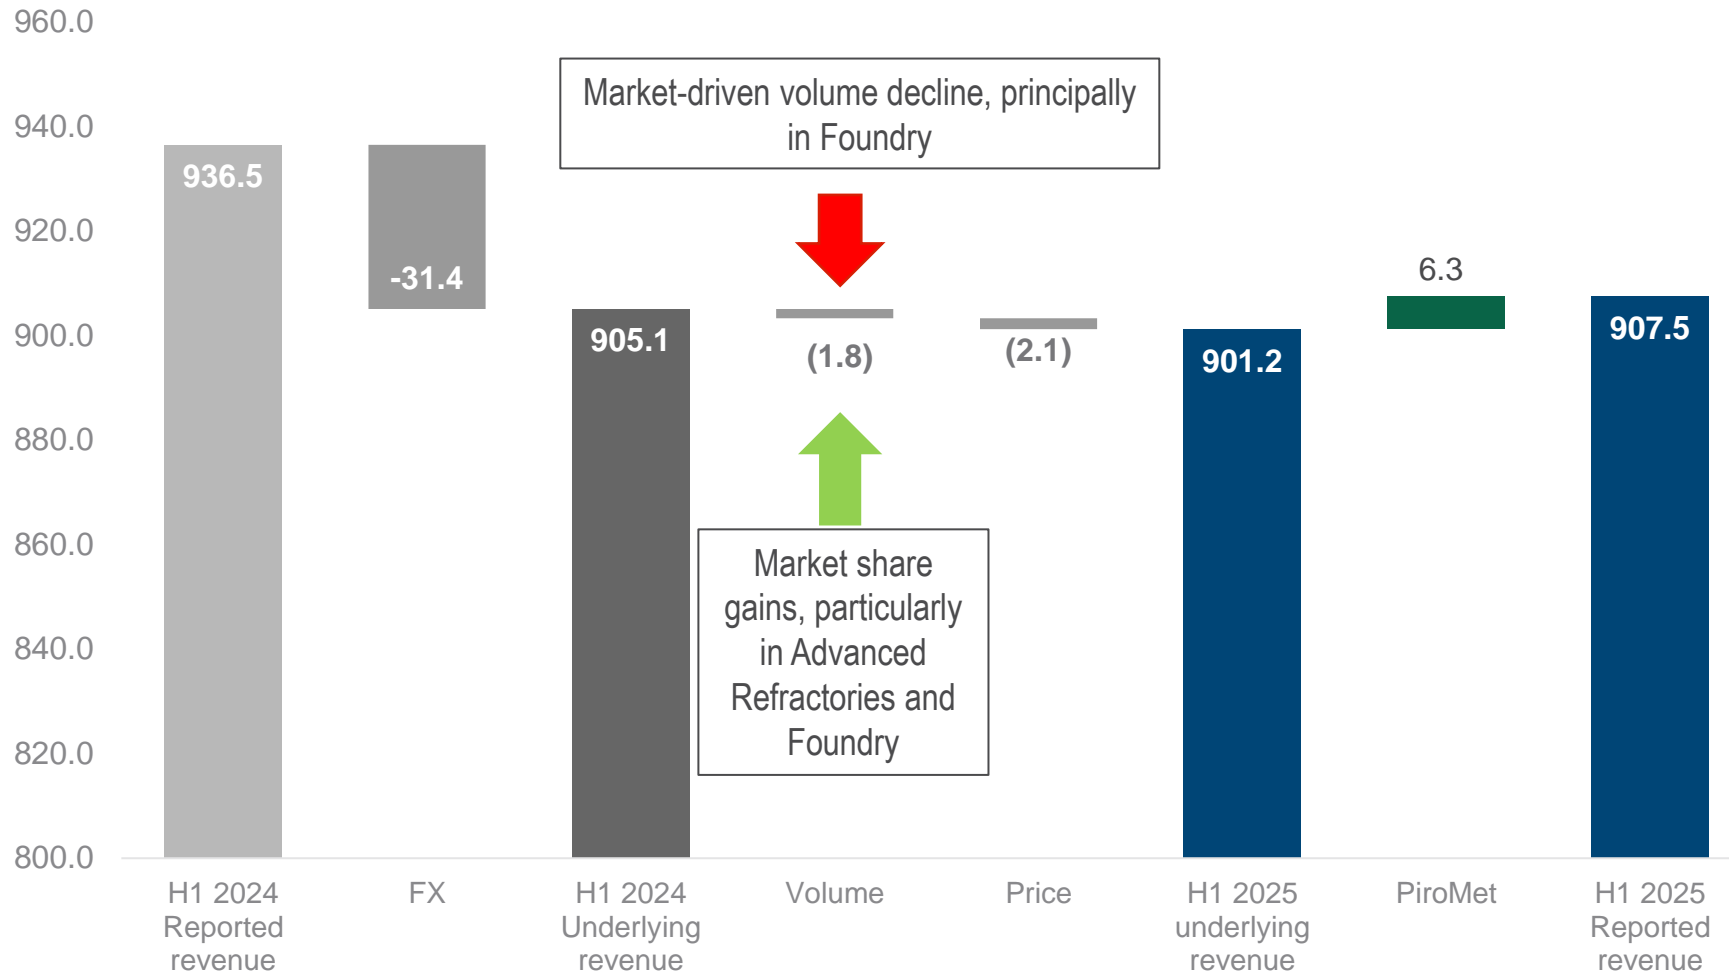 960.0
940.0
920.0
900.0
880.0
860.0
840.0
820.0
800.0
Market-driven volume decline, principally
in Foundry
936.5
-31.4
905.1
(1.8)
(2.1)
901.2
6.3
907.5
Market share
gains, particularly
in Advanced
Refractories and
Foundry
H1 2024
Reported
revenue
FX
H1 2024
Underlying
revenue
Volume
Price
H1 2025
underlying
revenue
PiroMet
H1 2025
Reported
revenue